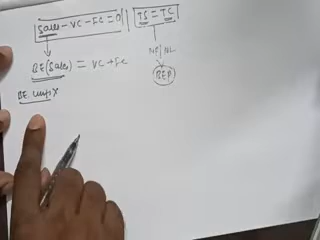 Sales - VC - FC = 0 || TS = TC
NP/NL
BE (Sales) = VC + FC
BEP
BE units